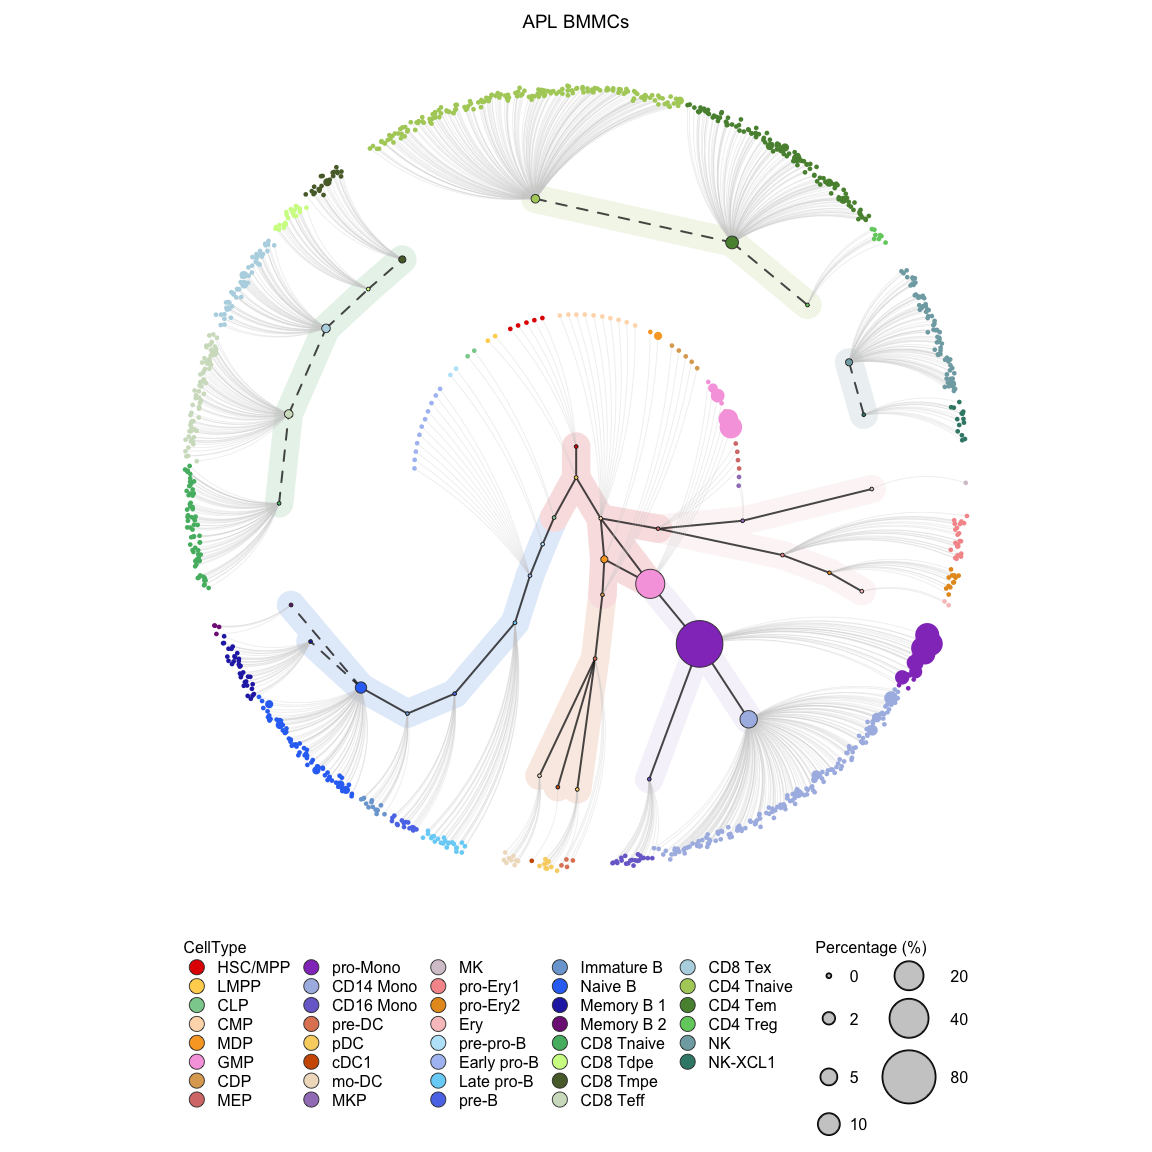 APL BMMCs
CellType
HSC/MPP
LMPP
CLP
CMP
MDP
GMP
CDP
MEP
pro-Mono
CD14 Mono
CD16 Mono
pre-DC
pDC
cDC1
mo-DC
MKP
MK
pro-Ery1
pro-Ery2
Ery
pre-pro-B
Early pro-B
Late pro-B
pre-B
Immature B
Naive B
Memory B 1
Memory B 2
CD8 Tnaive
CD8 Tdpe
CD8 Tmpe
CD8 Teff
CD8 Tex
CD4 Tnaive
CD4 Tem
CD4 Treg
NK
NK-XCL1
Percentage (%)
0
2
5
10
20
40
80